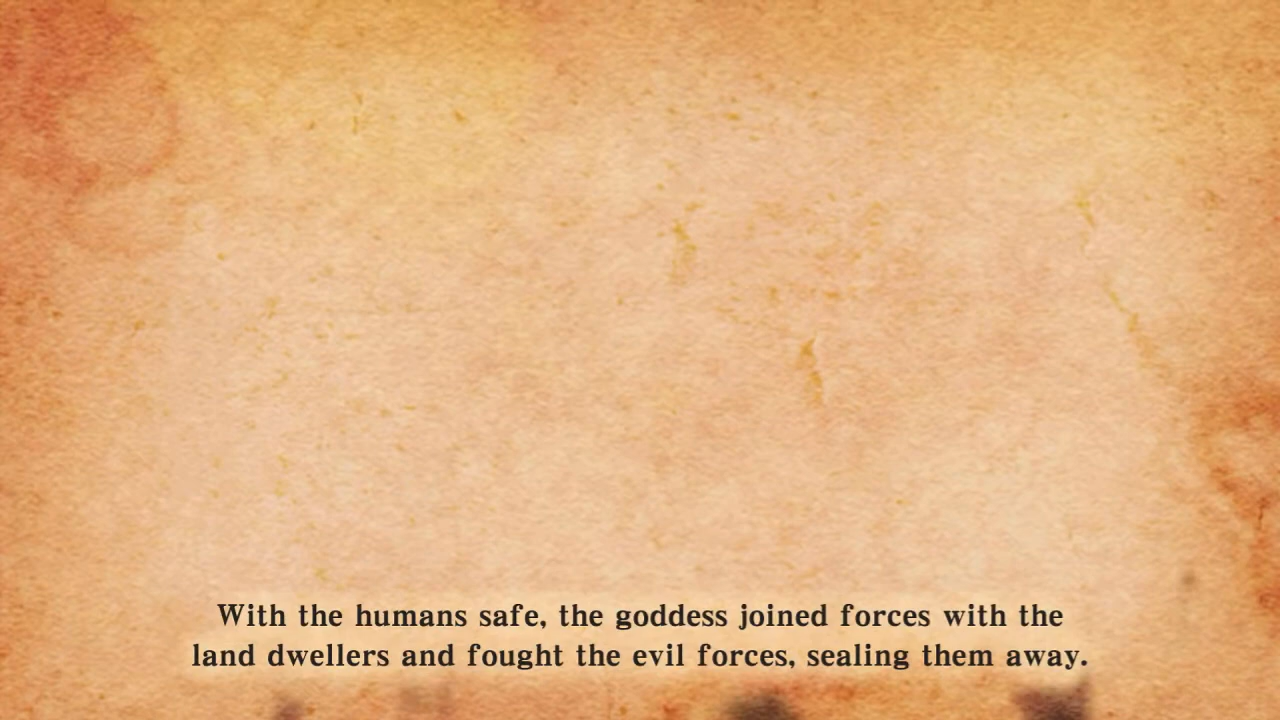 With the humans safe, the goddess joined forces with the
land dwellers and fought the evil forces, sealing them away.